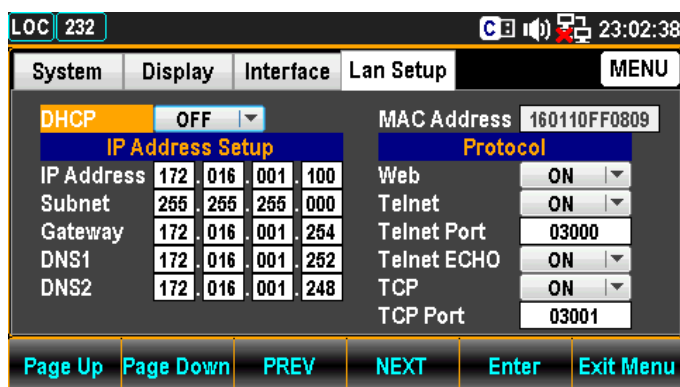 LOC 232 C 23:02:38
System Display Interface Lan Setup MENU
DHCP OFF MAC Address 160110FF0809
IP Address Setup Protocol
IP Address 172 . 016 . 001 . 100 Web ON
Subnet 255 . 255 . 255 . 000 Telnet ON
Gateway 172 . 016 . 001 . 254 Telnet Port 03000
DNS1 172 . 016 . 001 . 252 Telnet ECHO ON
DNS2 172 . 016 . 001 . 248 TCP ON
TCP Port 03001
Page Up Page Down PREV NEXT Enter Exit Menu